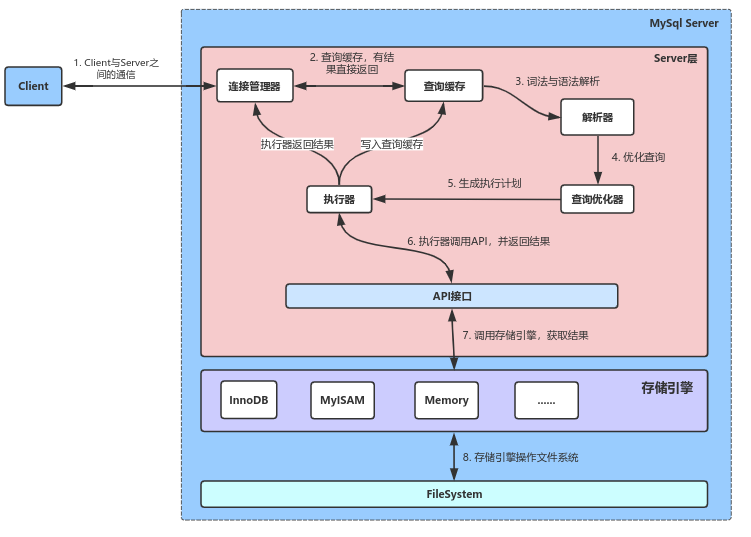 MySql Server
Server层
Client
1. Client与Server之
间的通信
连接管理器
2. 查询缓存，有结
果直接返回
查询缓存
3. 词法与语法解析
解析器
4. 优化查询
执行器返回结果
写入查询缓存
5. 生成执行计划
执行器
查询优化器
6. 执行器调用API，并返回结果
API接口
7. 调用存储引擎，获取结果
存储引擎
InnoDB
MyISAM
Memory
......
8. 存储引擎操作文件系统
FileSystem